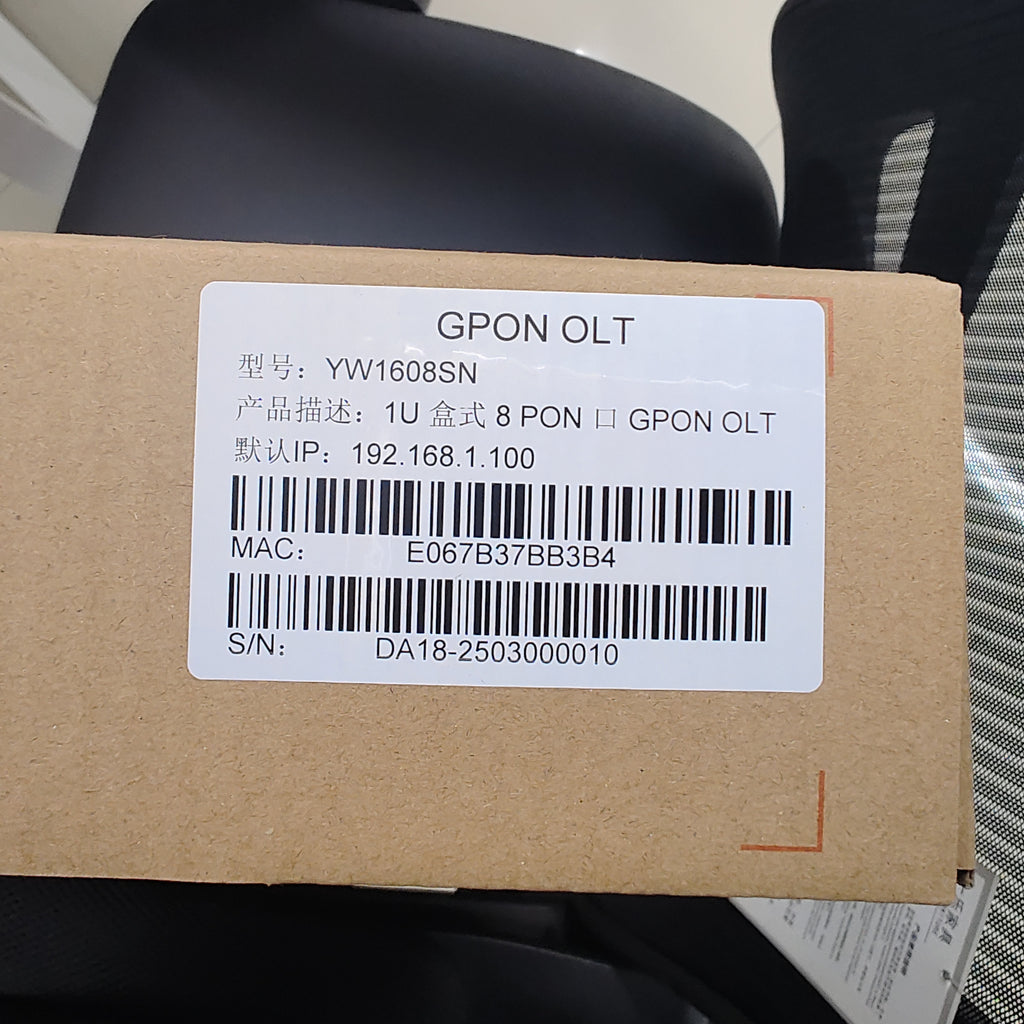 GPON OLT
型号：YW1608SN
产品描述：1U 盒式 8 PON 口 GPON OLT
默认IP：192.168.1.100
MAC： E067B37BB3B4
S/N： DA18-2503000010